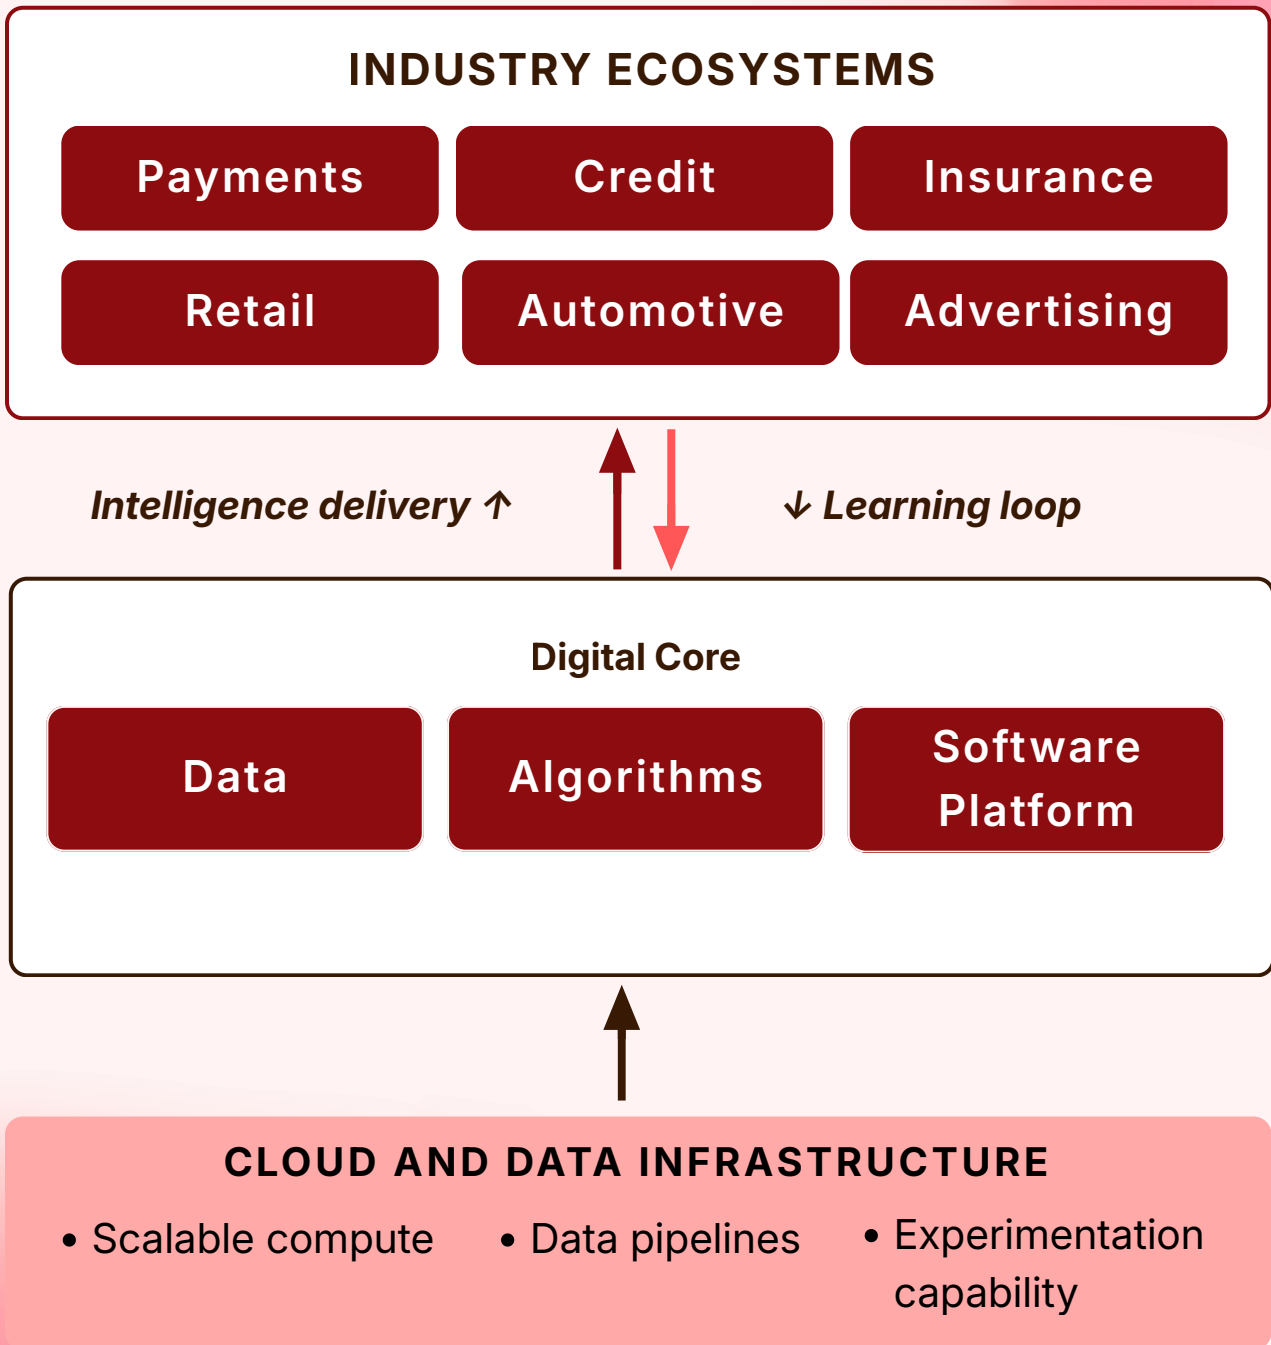 INDUSTRY ECOSYSTEMS
Payments
Credit
Insurance
Retail
Automotive
Advertising
Intelligence delivery ↑
↓ Learning loop
Digital Core
Data
Algorithms
Software
Platform
CLOUD AND DATA INFRASTRUCTURE
• Scalable compute
• Data pipelines
• Experimentation
capability